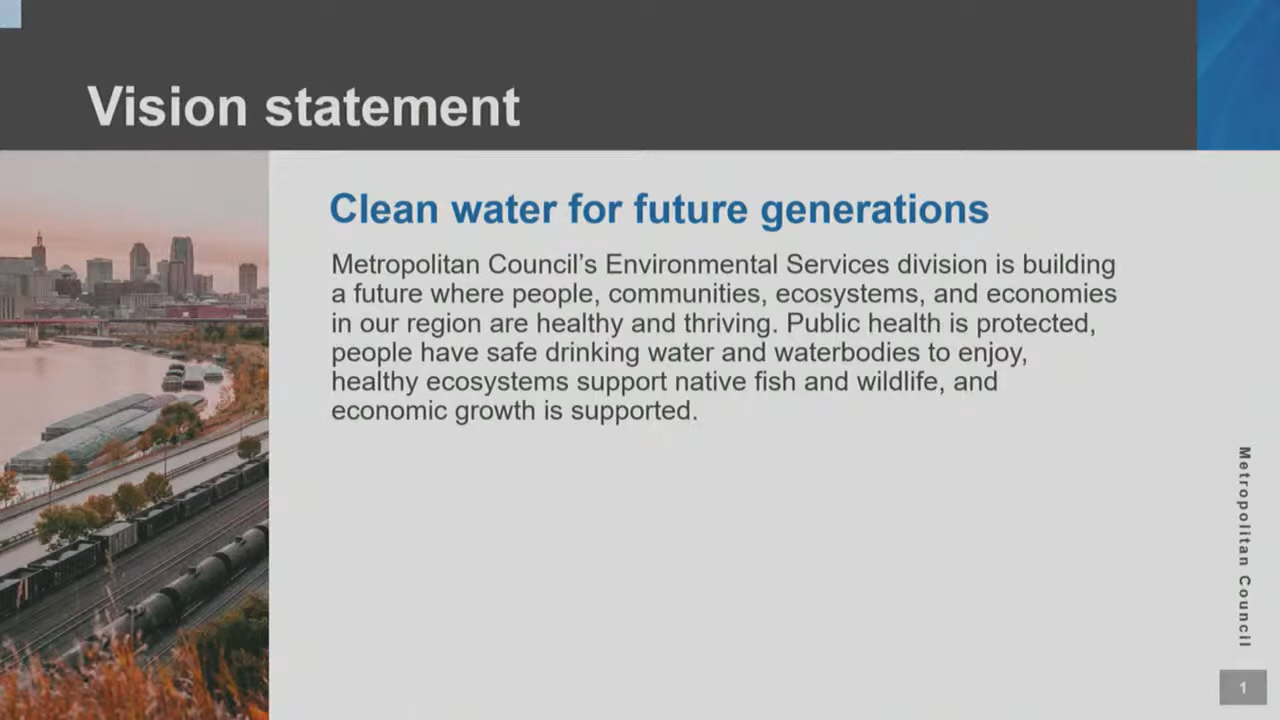 Vision statement
Clean water for future generations
Metropolitan Council’s Environmental Services division is building
a future where people, communities, ecosystems, and economies
in our region are healthy and thriving. Public health is protected,
people have safe drinking water and waterbodies to enjoy,
healthy ecosystems support native fish and wildlife, and
economic growth is supported.
Metropolitan Council
1